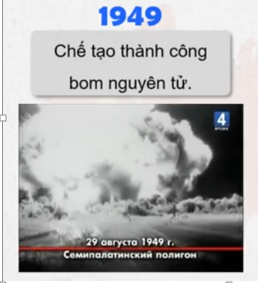 1949
Chế tạo thành công
bom nguyên tử.
4
29 августа 1949 г.
Семипалатинский полигон